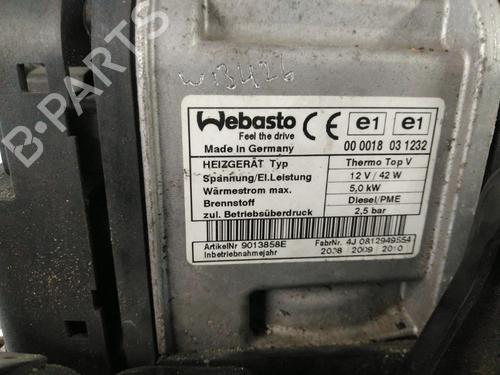 WB426
Webasto
Feel the drive
Made in Germany
CE e1 e1
00 0018 03 1232
HEIZGERÄT Typ Thermo Top V
Spannung/El.Leistung 12 V / 42 W
Wärmestrom max. 5,0 kW
Brennstoff Diesel/PME
zul. Betriebsüberdruck 2,5 bar
ArtikelNr 9013858E FabrNr. 4J 0812949554
Inbetriebnahmejahr 2008 2009 2010